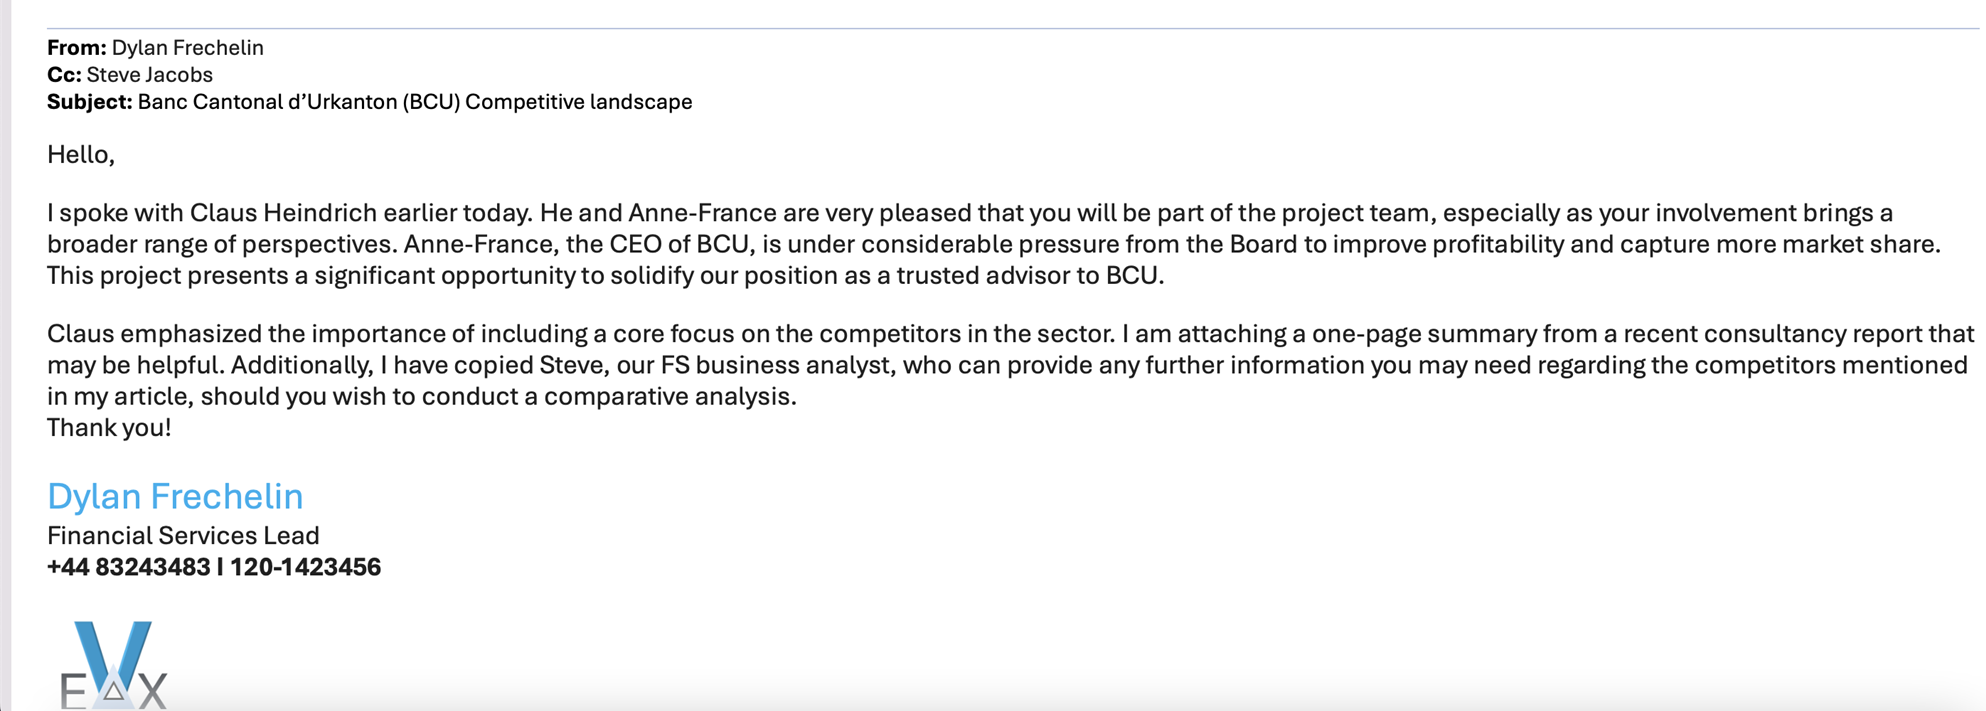 From: Dylan Frechelin
Cc: Steve Jacobs
Subject: Banc Cantonal d’Urkanton (BCU) Competitive landscape
Hello,
I spoke with Claus Heindrich earlier today. He and Anne-France are very pleased that you will be part of the project team, especially as your involvement brings a
broader range of perspectives. Anne-France, the CEO of BCU, is under considerable pressure from the Board to improve profitability and capture more market share.
This project presents a significant opportunity to solidify our position as a trusted advisor to BCU.
Claus emphasized the importance of including a core focus on the competitors in the sector. I am attaching a one-page summary from a recent consultancy report that
may be helpful. Additionally, I have copied Steve, our FS business analyst, who can provide any further information you may need regarding the competitors mentioned
in my article, should you wish to conduct a comparative analysis.
Thank you!
Dylan Frechelin
Financial Services Lead
+44 83243483 I 120-1423456
EVX